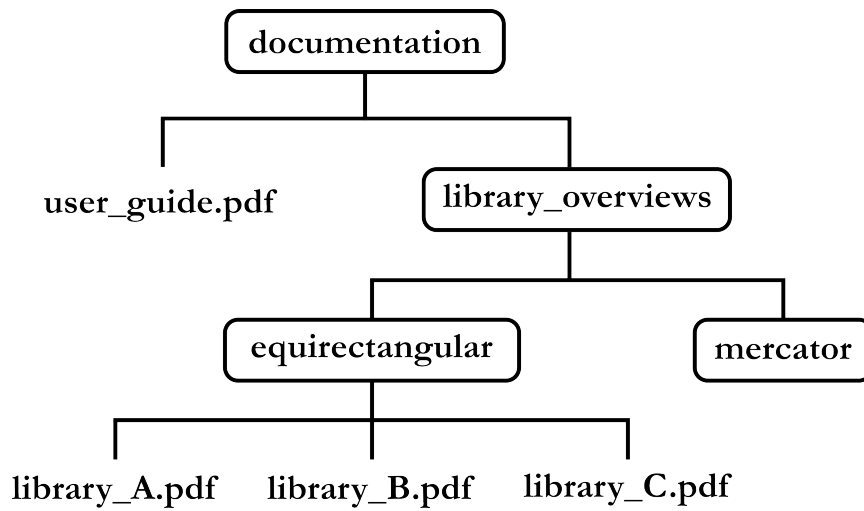 documentation
user_guide.pdf
library_overviews
equirectangular
mercator
library_A.pdf
library_B.pdf
library_C.pdf